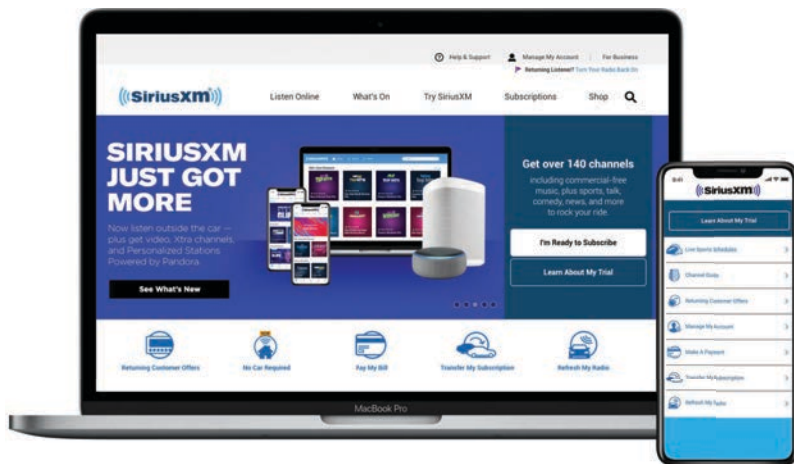 Help & Support
Manage My Account
For Business
Returning Listener? Turn Your Radio Back On
SiriusXM
Listen Online
What's On
Try SiriusXM
Subscriptions
Shop
SIRIUSXM
JUST GOT
MORE
Now listen outside the car —
plus get video, Xtra channels,
and Personalized Stations
Powered by Pandora.
See What's New
Get over 140 channels
including commercial-free
music, plus sports, talk,
comedy, news, and more
to rock your ride.
I'm Ready to Subscribe
Learn About My Trial
Returning Customer Offers
No Car Required
Pay My Bill
Transfer My Subscription
Refresh My Radio
MacBook Pro
SiriusXM
Learn About My Trial
Live Sports Schedules
Channel Guide
Returning Customer Offers
Manage My Account
Make A Payment
Transfer My Subscription
Refresh My Radio